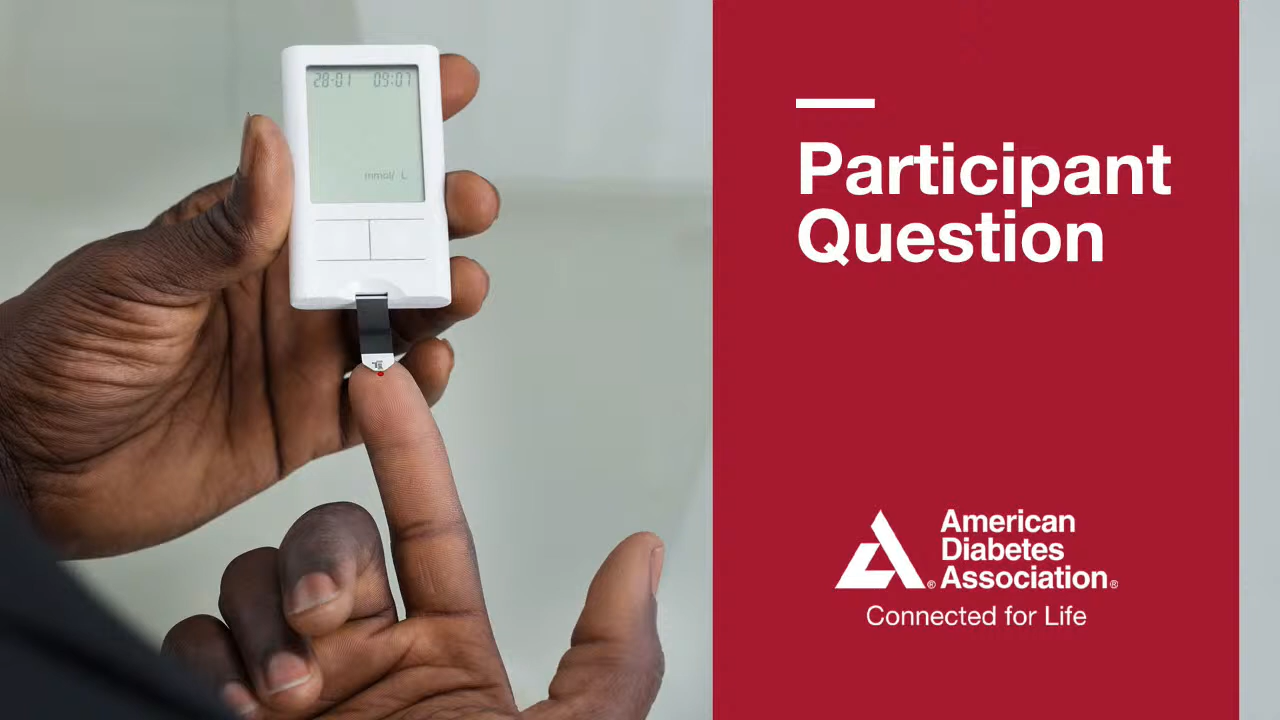 28-01 09:07
mmol/ L
Participant
Question
American
Diabetes
® Association®
Connected for Life